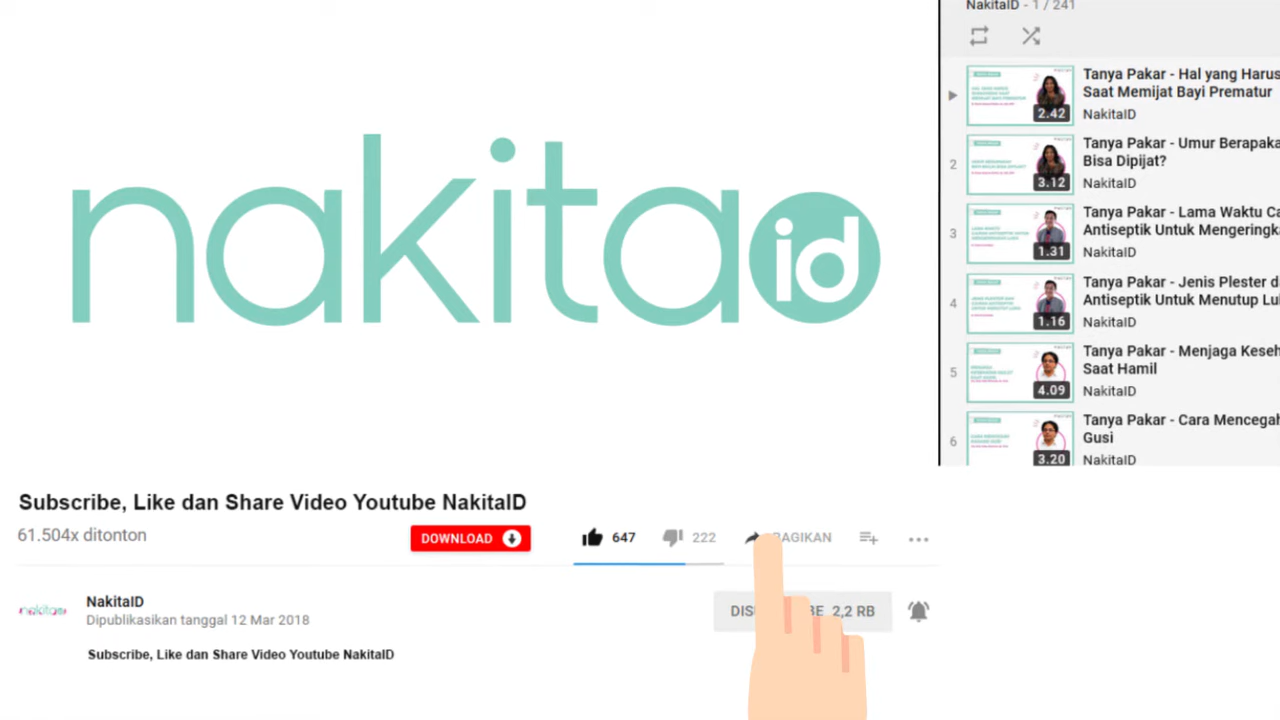 nakita id
NakitaID - 1 / 241
Tanya Pakar - Hal yang Harus
Saat Memijat Bayi Prematur
NakitaID
2.42
2
Tanya Pakar - Umur Berapaka
Bisa Dipijat?
NakitaID
3.12
3
Tanya Pakar - Lama Waktu Ca
Antiseptik Untuk Mengeringka
NakitaID
1.31
4
Tanya Pakar - Jenis Plester d
Antiseptik Untuk Menutup Lu
NakitaID
1.16
5
Tanya Pakar - Menjaga Keseh
Saat Hamil
NakitaID
4.09
6
Tanya Pakar - Cara Mencegah
Gusi
NakitaID
3.20
Subscribe, Like dan Share Video Youtube NakitaID
61.504x ditonton
DOWNLOAD
647
222
BAGIKAN
nakita
NakitaID
Dipublikasikan tanggal 12 Mar 2018
2,2 RB
Subscribe, Like dan Share Video Youtube NakitaID